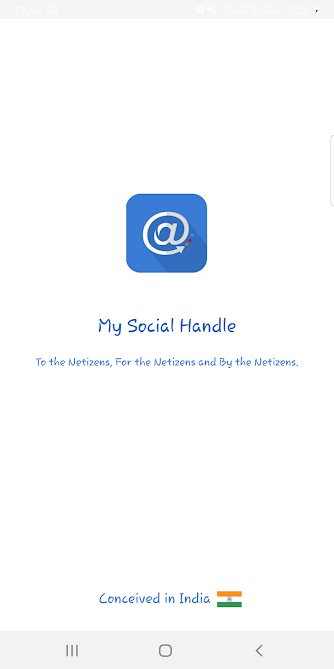 My Social Handle
To the Netizens, For the Netizens and By the Netizens.
Conceived in India